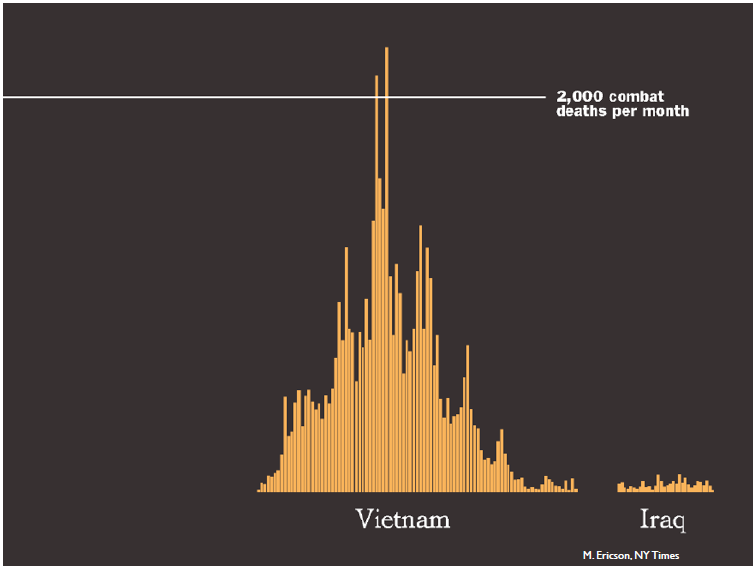 2,000 combat
deaths per month
Vietnam
Iraq
M. Ericson, NY Times